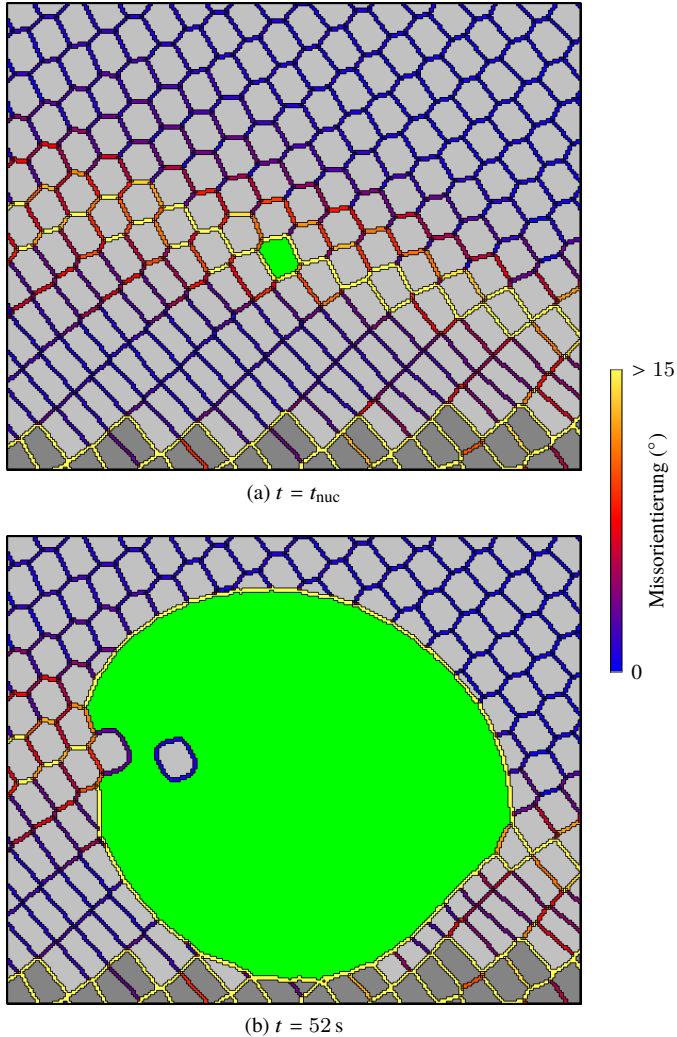 (a) t = t_nuc
> 15
Missorientierung (°)
0
(b) t = 52 s